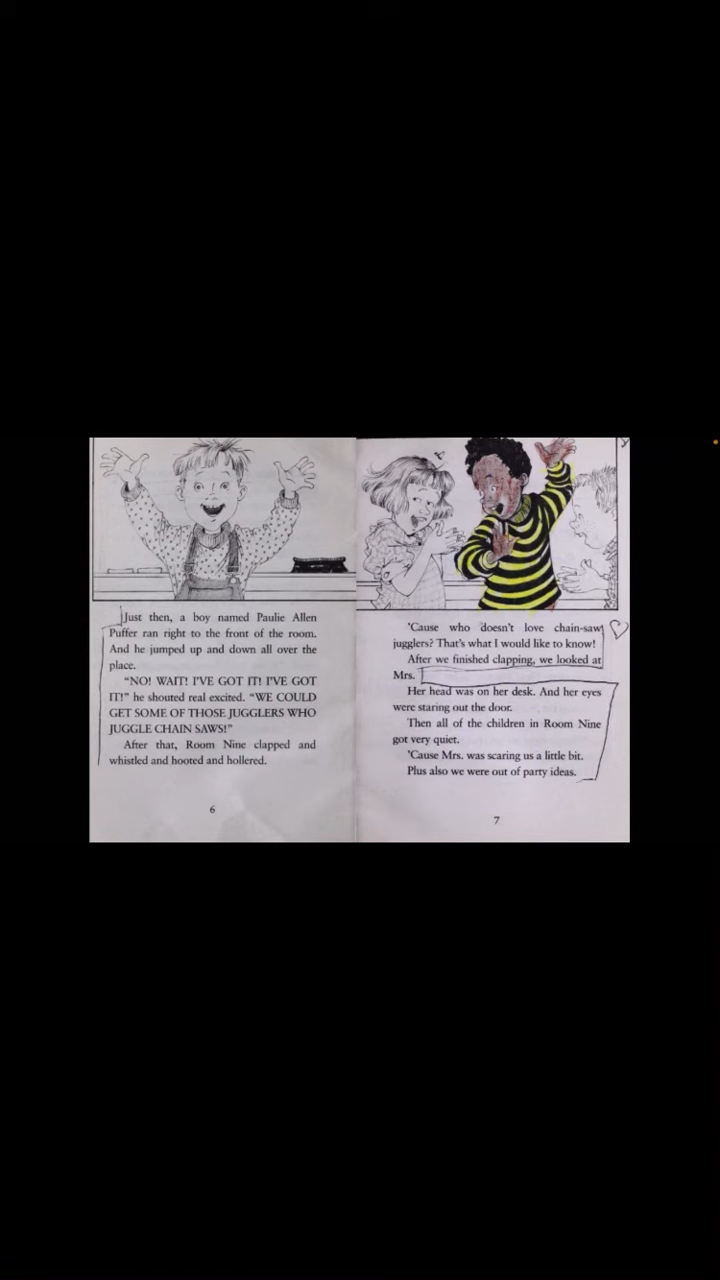 Just then, a boy named Paulie Allen
Puffer ran right to the front of the room.
And he jumped up and down all over the
place.
“NO! WAIT! I’VE GOT IT! I’VE GOT
IT!” he shouted real excited. “WE COULD
GET SOME OF THOSE JUGGLERS WHO
JUGGLE CHAIN SAWS!”
After that, Room Nine clapped and
whistled and hooted and hollered.
6
’Cause who doesn’t love chain-saw
jugglers? That’s what I would like to know!
After we finished clapping, we looked at
Mrs.
Her head was on her desk. And her eyes
were staring out the door.
Then all of the children in Room Nine
got very quiet.
’Cause Mrs. was scaring us a little bit.
Plus also we were out of party ideas.
7